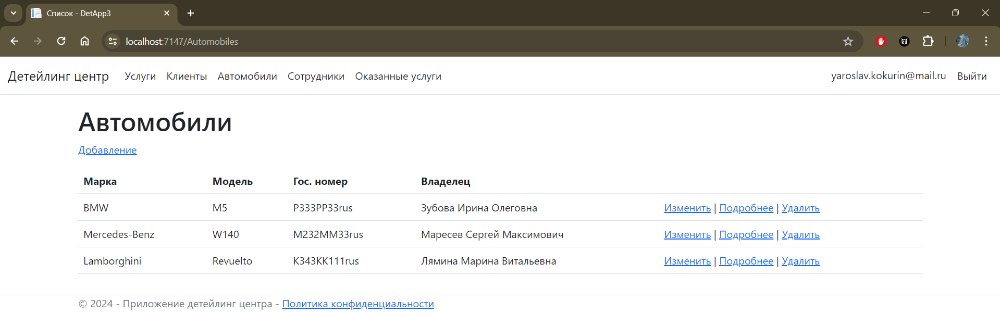 Список - DetApp3
localhost:7147/Automobiles
Детейлинг центр Услуги Клиенты Автомобили Сотрудники Оказанные услуги yaroslav.kokurin@mail.ru Выйти
Автомобили
Добавление
Марка Модель Гос. номер Владелец
BMW M5 Р333РР33rus Зубова Ирина Олеговна Изменить | Подробнее | Удалить
Mercedes-Benz W140 М232ММ33rus Маресев Сергей Максимович Изменить | Подробнее | Удалить
Lamborghini Revuelto К343КК111rus Лямина Марина Витальевна Изменить | Подробнее | Удалить
© 2024 - Приложение детейлинг центра - Политика конфиденциальности